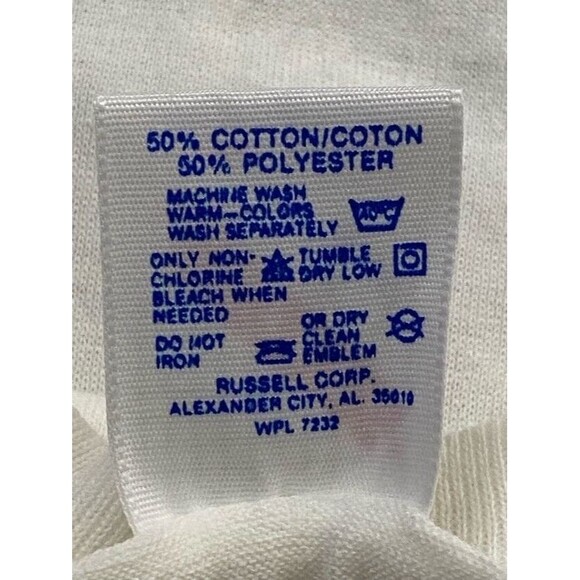 50% COTTON/COTON
50% POLYESTER
MACHINE WASH
WARM-COLORS
WASH SEPARATELY
40°C
ONLY NON-
CHLORINE
BLEACH WHEN
NEEDED
TUMBLE
DRY LOW
DO NOT
IRON
OR DRY
CLEAN
EMBLEM
RUSSELL CORP.
ALEXANDER CITY, AL. 35010
WPL 7232